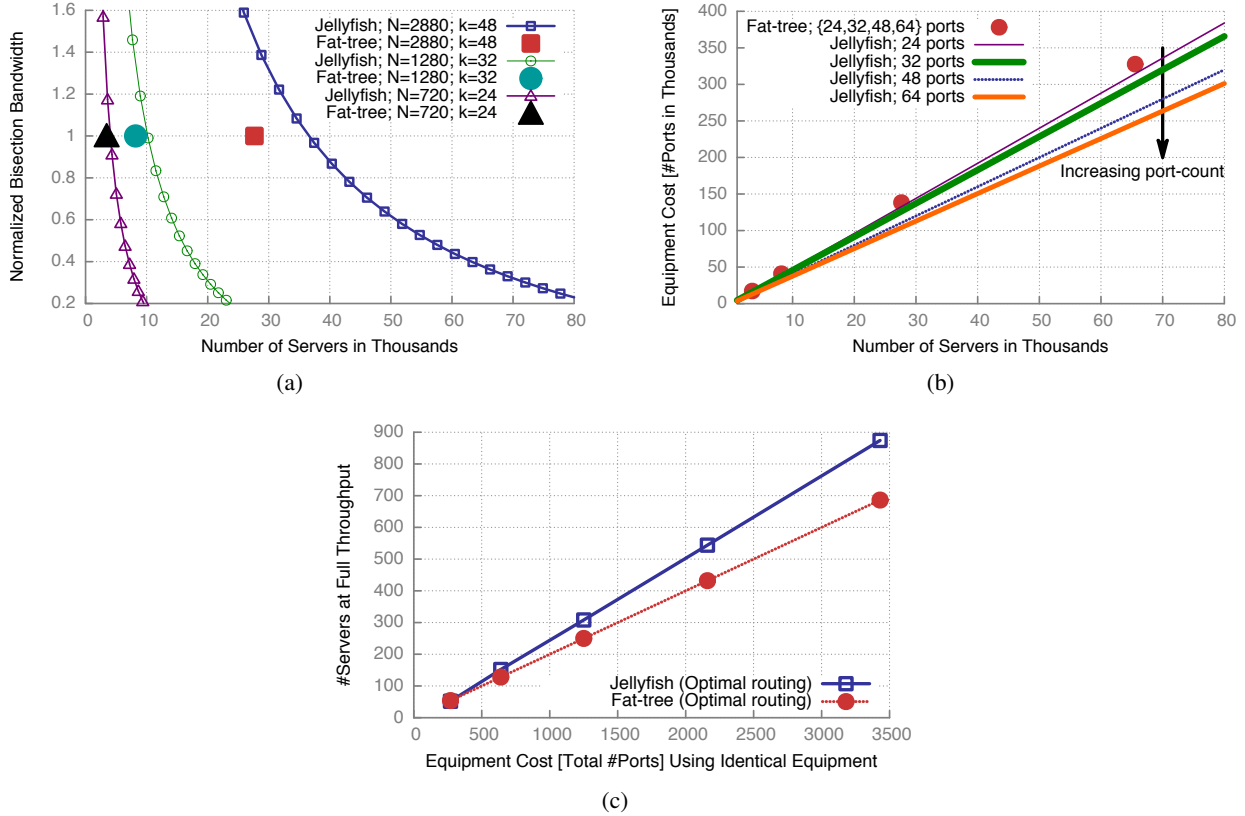 Normalized Bisection Bandwidth
1.6
1.4
1.2
1
0.8
0.6
0.4
0.2
0 10 20 30 40 50 60 70 80
Number of Servers in Thousands
Jellyfish; N=2880; k=48
Fat-tree; N=2880; k=48
Jellyfish; N=1280; k=32
Fat-tree; N=1280; k=32
Jellyfish; N=720; k=24
Fat-tree; N=720; k=24
(a)
Equipment Cost [#Ports in Thousands]
400
350
300
250
200
150
100
50
0
10 20 30 40 50 60 70 80
Number of Servers in Thousands
Fat-tree; {24,32,48,64} ports
Jellyfish; 24 ports
Jellyfish; 32 ports
Jellyfish; 48 ports
Jellyfish; 64 ports
Increasing port-count
(b)
#Servers at Full Throughput
900
800
700
600
500
400
300
200
100
0
0 500 1000 1500 2000 2500 3000 3500
Equipment Cost [Total #Ports] Using Identical Equipment
Jellyfish (Optimal routing)
Fat-tree (Optimal routing)
(c)